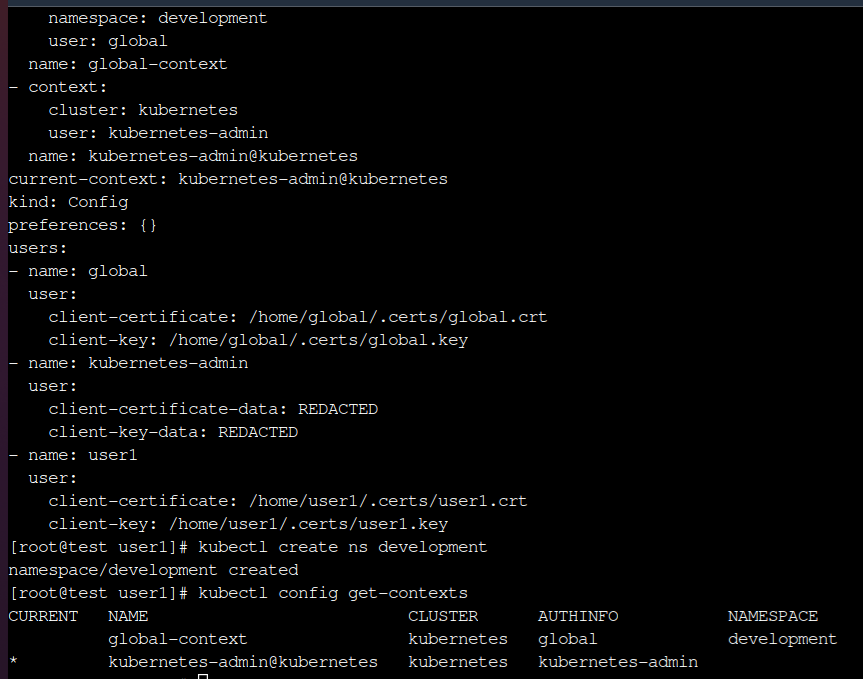 namespace: development
    user: global
  name: global-context
- context:
    cluster: kubernetes
    user: kubernetes-admin
  name: kubernetes-admin@kubernetes
current-context: kubernetes-admin@kubernetes
kind: Config
preferences: {}
users:
- name: global
  user:
    client-certificate: /home/global/.certs/global.crt
    client-key: /home/global/.certs/global.key
- name: kubernetes-admin
  user:
    client-certificate-data: REDACTED
    client-key-data: REDACTED
- name: user1
  user:
    client-certificate: /home/user1/.certs/user1.crt
    client-key: /home/user1/.certs/user1.key
[root@test user1]# kubectl create ns development
namespace/development created
[root@test user1]# kubectl config get-contexts
CURRENT   NAME                          CLUSTER      AUTHINFO           NAMESPACE
          global-context                kubernetes   global             development
*         kubernetes-admin@kubernetes   kubernetes   kubernetes-admin